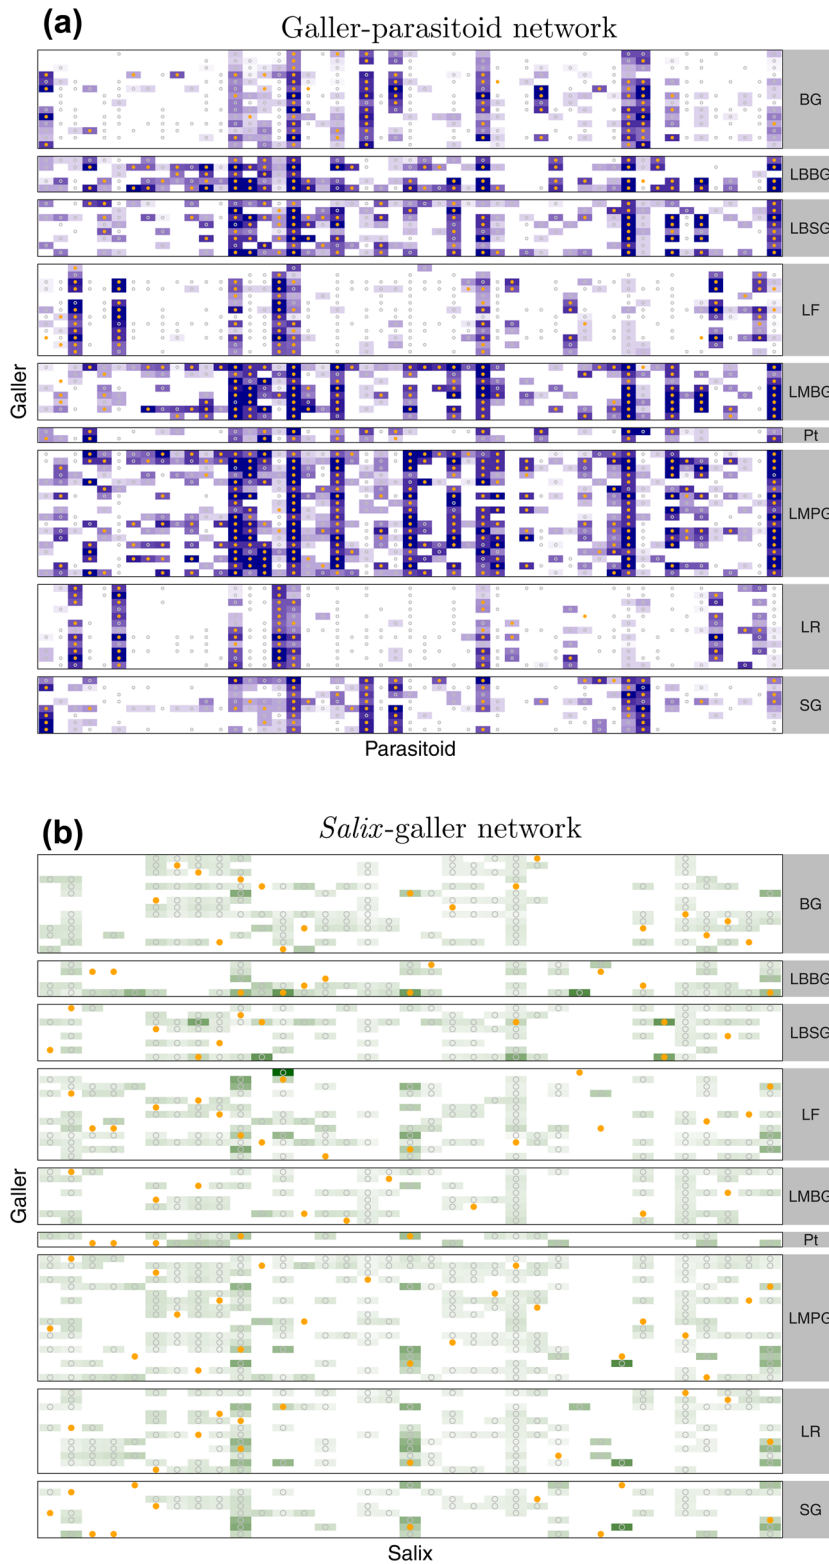 (a)
Galler-parasitoid network
BG
LBBG
LBSG
LF
LMBG
Pt
LMPG
LR
SG
Galler
Parasitoid
(b)
Salix-galler network
BG
LBBG
LBSG
LF
LMBG
Pt
LMPG
LR
SG
Galler
Salix